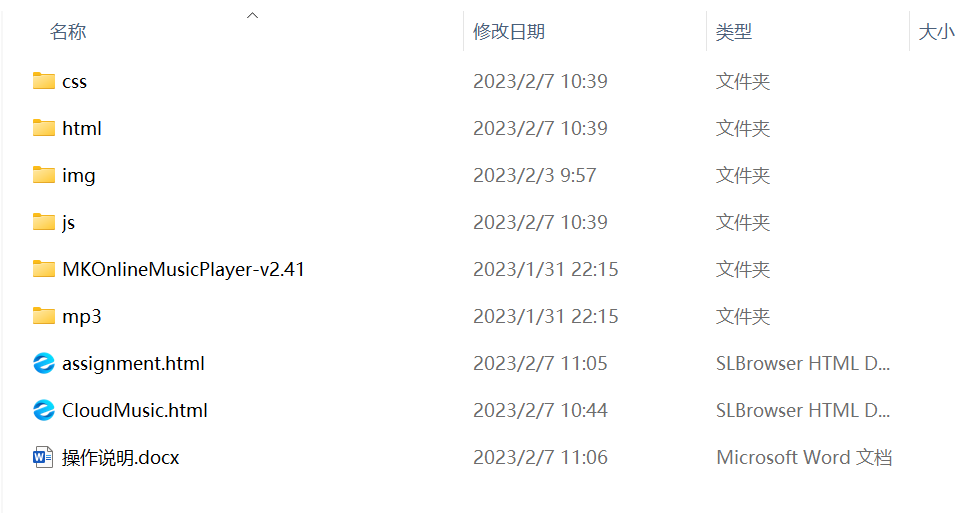 名称 修改日期 类型 大小
css 2023/2/7 10:39 文件夹
html 2023/2/7 10:39 文件夹
img 2023/2/3 9:57 文件夹
js 2023/2/7 10:39 文件夹
MKOnlineMusicPlayer-v2.41 2023/1/31 22:15 文件夹
mp3 2023/1/31 22:15 文件夹
assignment.html 2023/2/7 11:05 SLBrowser HTML D...
CloudMusic.html 2023/2/7 10:44 SLBrowser HTML D...
操作说明.docx 2023/2/7 11:06 Microsoft Word 文档